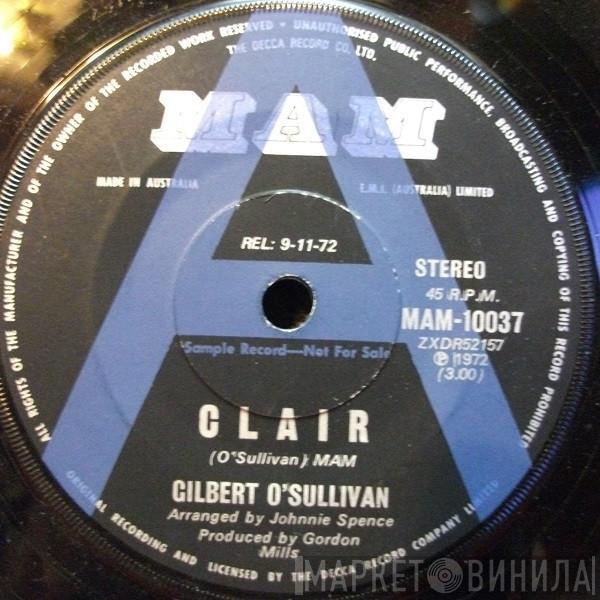 ALL RIGHTS OF THE MANUFACTURER AND OF THE OWNER OF THE RECORDED WORK RESERVED • UNAUTHORISED PUBLIC PERFORMANCE, BROADCASTING AND COPYING OF THIS RECORD PROHIBITED
THE DECCA RECORD CO. LTD.
MAM
MADE IN AUSTRALIA
E.M.I. (AUSTRALIA) LIMITED
A
REL: 9-11-72
STEREO
45 R.P.M.
MAM-10037
ZXDR52157
℗ 1972
(3.00)
Sample Record—Not For Sale
CLAIR
(O'Sullivan) MAM
GILBERT O'SULLIVAN
Arranged by Johnnie Spence
Produced by Gordon
Mills
ORIGINAL RECORDING AND LICENSED BY THE DECCA RECORD COMPANY LIMITED
МАРКЕТ ВИНИЛА